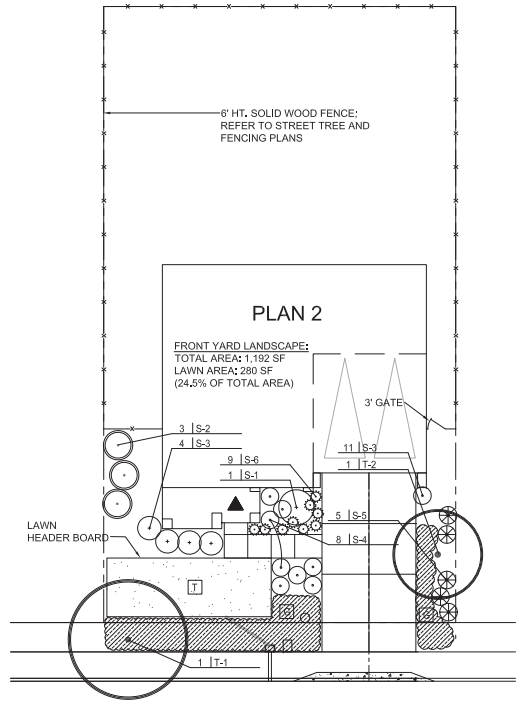 6' HT. SOLID WOOD FENCE;
REFER TO STREET TREE AND
FENCING PLANS
PLAN 2
FRONT YARD LANDSCAPE:
TOTAL AREA: 1,192 SF
LAWN AREA: 280 SF
(24.5% OF TOTAL AREA)
3' GATE
3 S-2
4 S-3
9 S-6
1 S-1
11 S-3
1 T-2
5 S-5
8 S-4
LAWN
HEADER BOARD
T
G
G
1 T-1